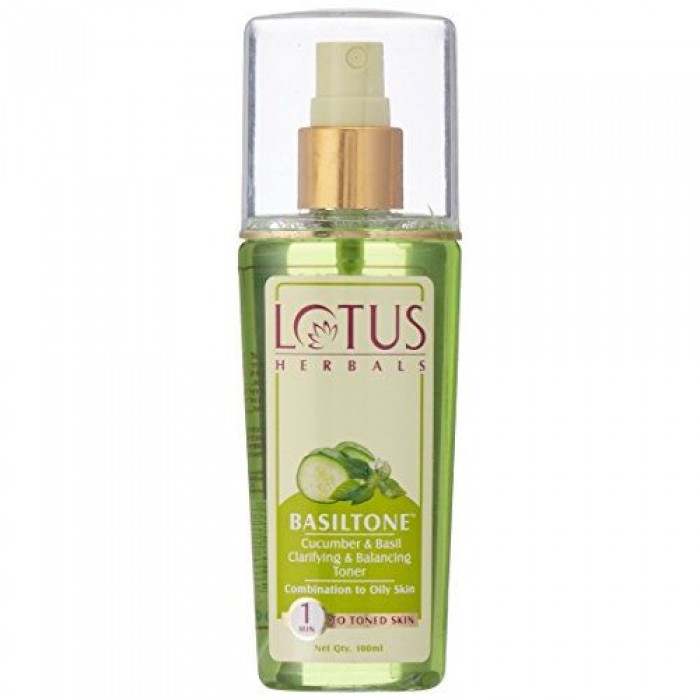 LOTUS
HERBALS
BASILTONE™
Cucumber & Basil
Clarifying & Balancing
Toner
Combination to Oily Skin
1 MIN TO TONED SKIN
Net Qty. 100ml